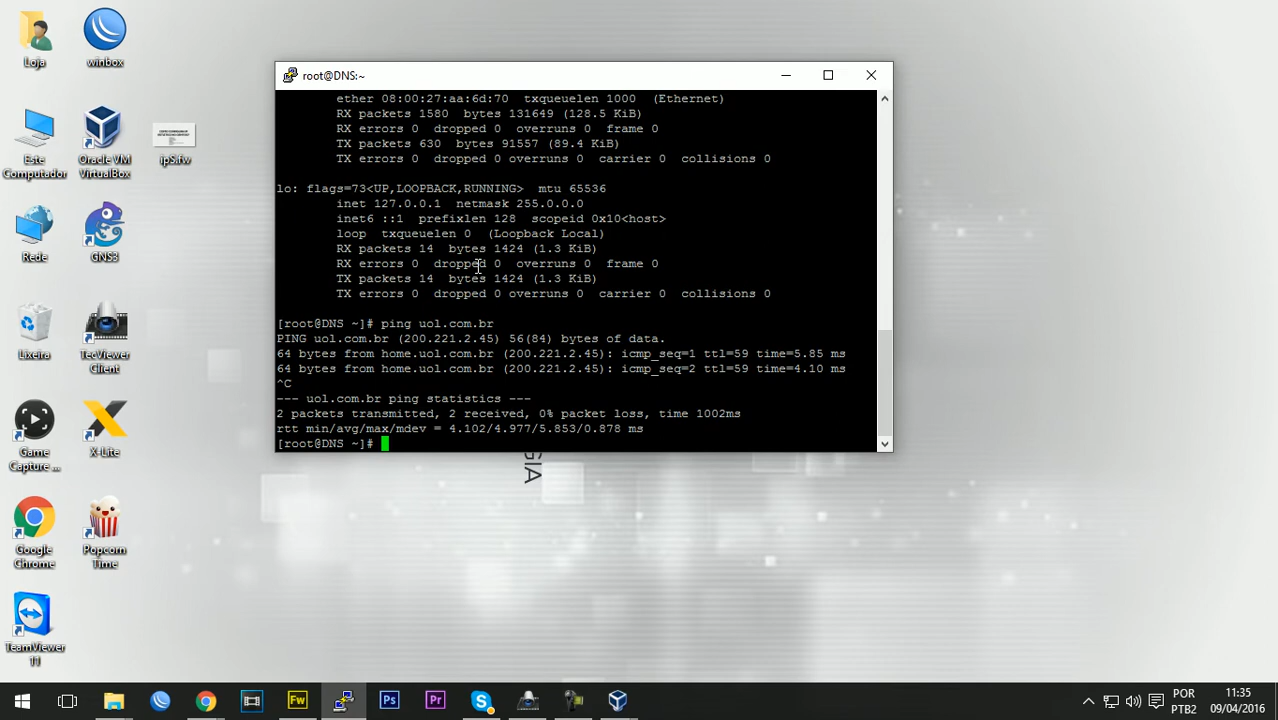 Loja
winbox
Este
Computador
Oracle VM
VirtualBox
ipS.fw
Rede
GNS3
Lixeira
TecViewer
Client
Game
Capture ...
X-Lite
Google
Chrome
Popcorn
Time
TeamViewer
11
root@DNS:~
ether 08:00:27:aa:6d:70 txqueuelen 1000 (Ethernet)
RX packets 1580 bytes 131649 (128.5 KiB)
RX errors 0 dropped 0 overruns 0 frame 0
TX packets 630 bytes 91557 (89.4 KiB)
TX errors 0 dropped 0 overruns 0 carrier 0 collisions 0
lo: flags=73<UP,LOOPBACK,RUNNING> mtu 65536
inet 127.0.0.1 netmask 255.0.0.0
inet6 ::1 prefixlen 128 scopeid 0x10<host>
loop txqueuelen 0 (Loopback Local)
RX packets 14 bytes 1424 (1.3 KiB)
RX errors 0 dropped 0 overruns 0 frame 0
TX packets 14 bytes 1424 (1.3 KiB)
TX errors 0 dropped 0 overruns 0 carrier 0 collisions 0
[root@DNS ~]# ping uol.com.br
PING uol.com.br (200.221.2.45) 56(84) bytes of data.
64 bytes from home.uol.com.br (200.221.2.45): icmp_seq=1 ttl=59 time=5.85 ms
64 bytes from home.uol.com.br (200.221.2.45): icmp_seq=2 ttl=59 time=4.10 ms
^C
--- uol.com.br ping statistics ---
2 packets transmitted, 2 received, 0% packet loss, time 1002ms
rtt min/avg/max/mdev = 4.102/4.977/5.853/0.878 ms
[root@DNS ~]#
GIA
Fw
Ps
Pr
POR
PTB2
11:35
09/04/2016